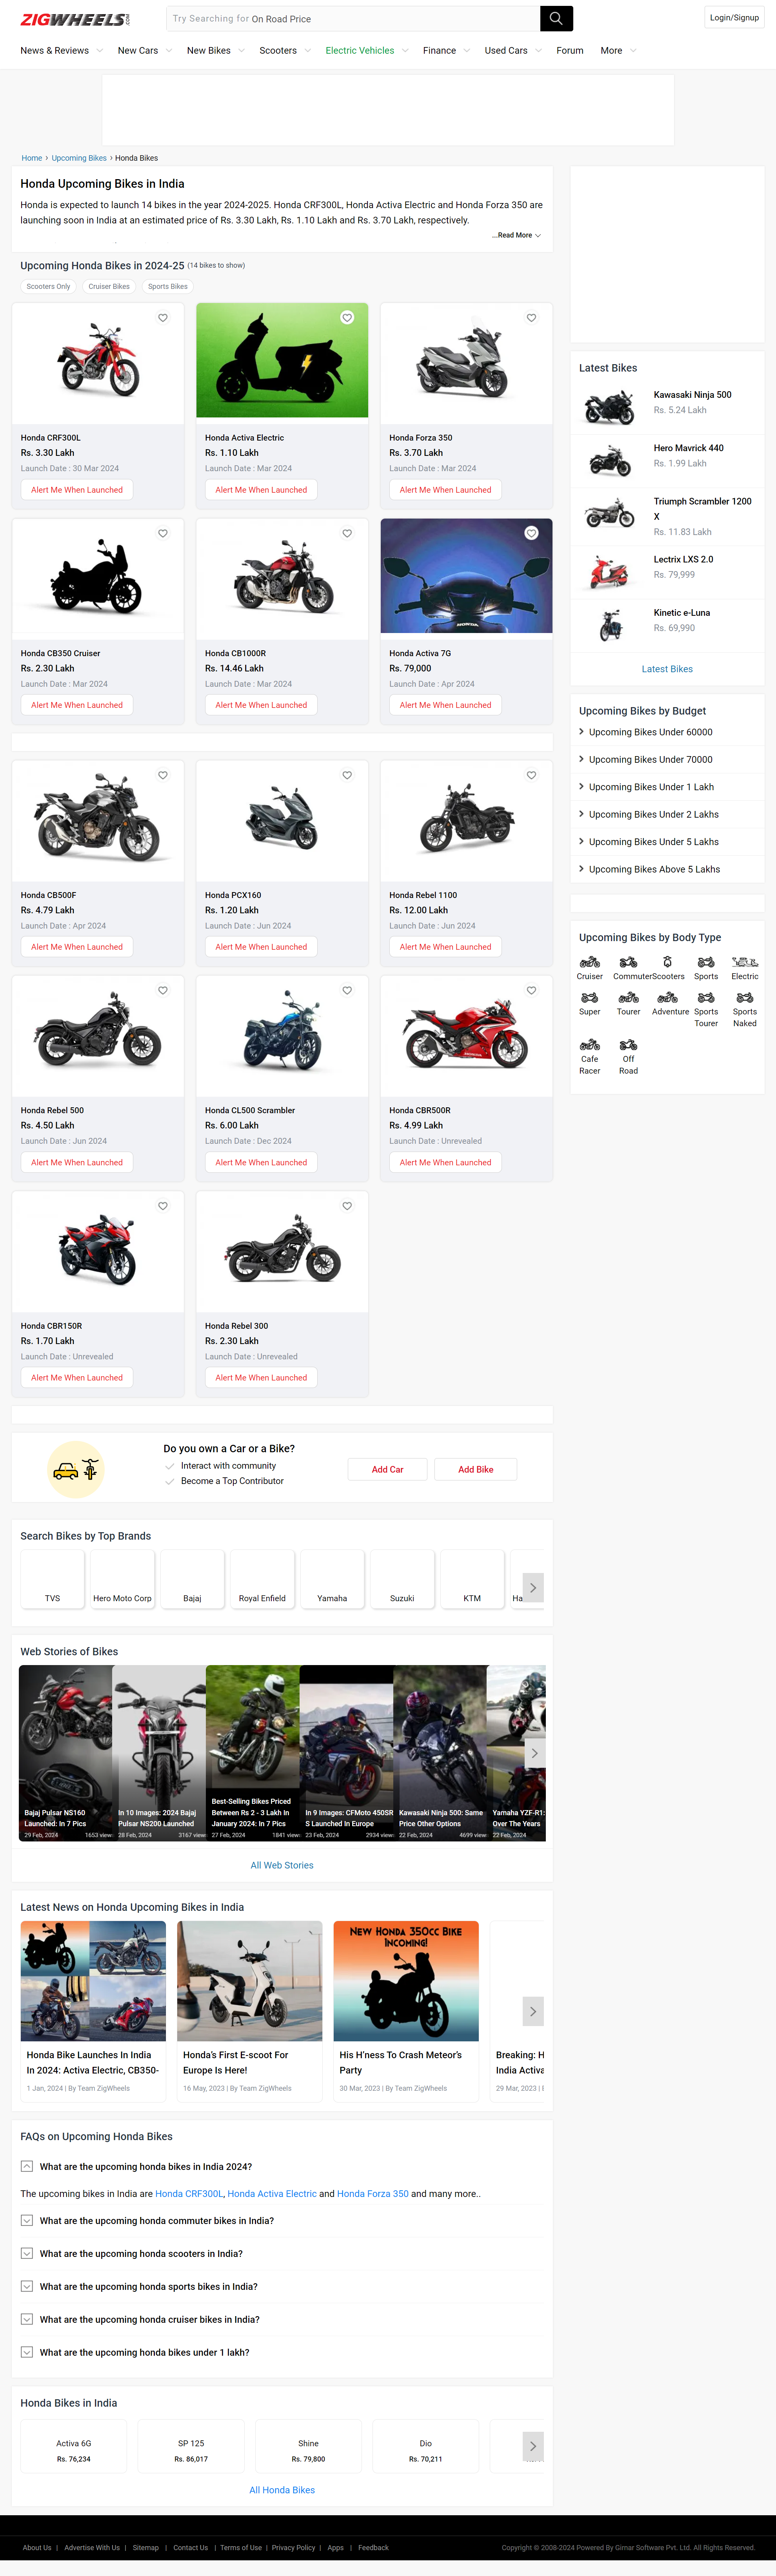 ZIGWHEELS.COM
Try Searching for On Road Price
Login/Signup
News & Reviews
New Cars
New Bikes
Scooters
Electric Vehicles
Finance
Used Cars
Forum
More
Home › Upcoming Bikes › Honda Bikes
Honda Upcoming Bikes in India
Honda is expected to launch 14 bikes in the year 2024-2025. Honda CRF300L, Honda Activa Electric and Honda Forza 350 are
launching soon in India at an estimated price of Rs. 3.30 Lakh, Rs. 1.10 Lakh and Rs. 3.70 Lakh, respectively.
...Read More
Upcoming Honda Bikes in 2024-25 (14 bikes to show)
Scooters Only
Cruiser Bikes
Sports Bikes
Honda CRF300L
Rs. 3.30 Lakh
Launch Date : 30 Mar 2024
Alert Me When Launched
Honda Activa Electric
Rs. 1.10 Lakh
Launch Date : Mar 2024
Alert Me When Launched
Honda Forza 350
Rs. 3.70 Lakh
Launch Date : Mar 2024
Alert Me When Launched
Honda CB350 Cruiser
Rs. 2.30 Lakh
Launch Date : Mar 2024
Alert Me When Launched
Honda CB1000R
Rs. 14.46 Lakh
Launch Date : Mar 2024
Alert Me When Launched
HONDA
Honda Activa 7G
Rs. 79,000
Launch Date : Apr 2024
Alert Me When Launched
Honda CB500F
Rs. 4.79 Lakh
Launch Date : Apr 2024
Alert Me When Launched
Honda PCX160
Rs. 1.20 Lakh
Launch Date : Jun 2024
Alert Me When Launched
Honda Rebel 1100
Rs. 12.00 Lakh
Launch Date : Jun 2024
Alert Me When Launched
Honda Rebel 500
Rs. 4.50 Lakh
Launch Date : Jun 2024
Alert Me When Launched
Honda CL500 Scrambler
Rs. 6.00 Lakh
Launch Date : Dec 2024
Alert Me When Launched
Honda CBR500R
Rs. 4.99 Lakh
Launch Date : Unrevealed
Alert Me When Launched
Honda CBR150R
Rs. 1.70 Lakh
Launch Date : Unrevealed
Alert Me When Launched
Honda Rebel 300
Rs. 2.30 Lakh
Launch Date : Unrevealed
Alert Me When Launched
Latest Bikes
Kawasaki Ninja 500
Rs. 5.24 Lakh
Hero Mavrick 440
Rs. 1.99 Lakh
Triumph Scrambler 1200
X
Rs. 11.83 Lakh
Lectrix LXS 2.0
Rs. 79,999
Kinetic e-Luna
Rs. 69,990
Latest Bikes
Upcoming Bikes by Budget
Upcoming Bikes Under 60000
Upcoming Bikes Under 70000
Upcoming Bikes Under 1 Lakh
Upcoming Bikes Under 2 Lakhs
Upcoming Bikes Under 5 Lakhs
Upcoming Bikes Above 5 Lakhs
Upcoming Bikes by Body Type
Cruiser
Commuter
Scooters
Sports
Electric
Super
Tourer
Adventure
Sports
Tourer
Sports
Naked
Cafe
Racer
Off
Road
Do you own a Car or a Bike?
Interact with community
Become a Top Contributor
Add Car
Add Bike
Search Bikes by Top Brands
TVS
Hero Moto Corp
Bajaj
Royal Enfield
Yamaha
Suzuki
KTM
Ha
Web Stories of Bikes
Bajaj Pulsar NS160
Launched: In 7 Pics
29 Feb, 2024 1653 view
In 10 Images: 2024 Bajaj
Pulsar NS200 Launched
28 Feb, 2024 3167 view
Best-Selling Bikes Priced
Between Rs 2 - 3 Lakh In
January 2024: In 7 Pics
27 Feb, 2024 1841 view
In 9 Images: CFMoto 450SR
S Launched In Europe
23 Feb, 2024 2934 view
Kawasaki Ninja 500: Same
Price Other Options
22 Feb, 2024 4699 view
Yamaha YZF-R1:
Over The Years
22 Feb, 2024
All Web Stories
Latest News on Honda Upcoming Bikes in India
Honda Bike Launches In India
In 2024: Activa Electric, CB350-
1 Jan, 2024 | By Team ZigWheels
Honda's First E-scoot For
Europe Is Here!
16 May, 2023 | By Team ZigWheels
New Honda 350cc Bike
Incoming!
His H'ness To Crash Meteor's
Party
30 Mar, 2023 | By Team ZigWheels
Breaking: H
India Activa
29 Mar, 2023 |
FAQs on Upcoming Honda Bikes
What are the upcoming honda bikes in India 2024?
The upcoming bikes in India are Honda CRF300L, Honda Activa Electric and Honda Forza 350 and many more..
What are the upcoming honda commuter bikes in India?
What are the upcoming honda scooters in India?
What are the upcoming honda sports bikes in India?
What are the upcoming honda cruiser bikes in India?
What are the upcoming honda bikes under 1 lakh?
Honda Bikes in India
Activa 6G
Rs. 76,234
SP 125
Rs. 86,017
Shine
Rs. 79,800
Dio
Rs. 70,211
All Honda Bikes
About Us | Advertise With Us | Sitemap | Contact Us | Terms of Use | Privacy Policy | Apps | Feedback
Copyright © 2008-2024 Powered By Girnar Software Pvt. Ltd. All Rights Reserved.